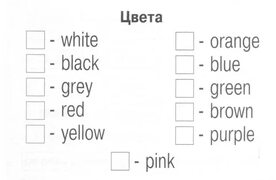 Цвета
- white
- black
- grey
- red
- yellow
- orange
- blue
- green
- brown
- purple
- pink